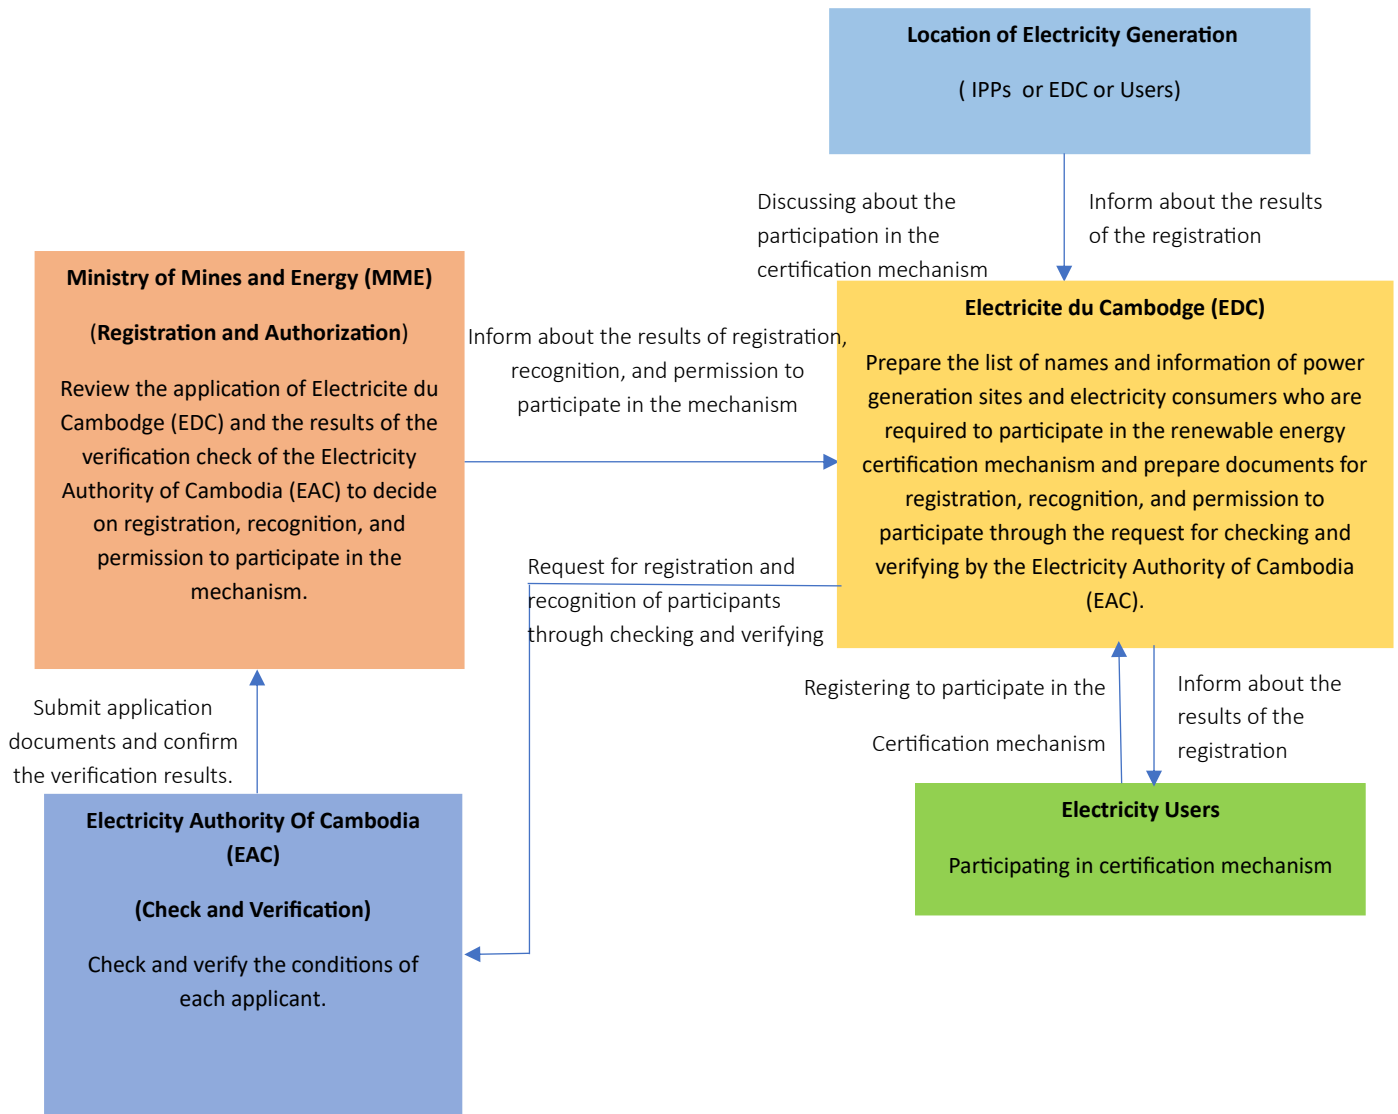 Location of Electricity Generation
( IPPs or EDC or Users)
Discussing about the
participation in the
certification mechanism
Inform about the results
of the registration
Ministry of Mines and Energy (MME)
(Registration and Authorization)
Review the application of Electricite du
Cambodge (EDC) and the results of the
verification check of the Electricity
Authority of Cambodia (EAC) to decide
on registration, recognition, and
permission to participate in the
mechanism.
Inform about the results of registration,
recognition, and permission to
participate in the mechanism
Electricite du Cambodge (EDC)
Prepare the list of names and information of power
generation sites and electricity consumers who are
required to participate in the renewable energy
certification mechanism and prepare documents for
registration, recognition, and permission to
participate through the request for checking and
verifying by the Electricity Authority of Cambodia
(EAC).
Request for registration and
recognition of participants
through checking and verifying
Submit application
documents and confirm
the verification results.
Registering to participate in the
Certification mechanism
Inform about the
results of the
registration
Electricity Authority Of Cambodia
(EAC)
(Check and Verification)
Check and verify the conditions of
each applicant.
Electricity Users
Participating in certification mechanism